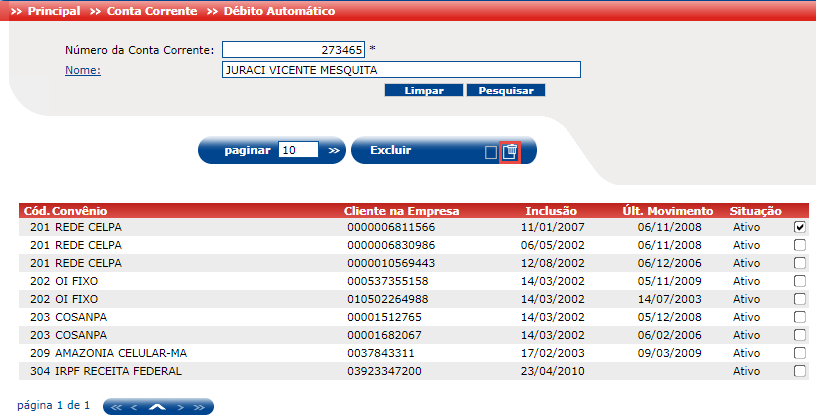 >> Principal >> Conta Corrente >> Débito Automático
Número da Conta Corrente: 273465 *
Nome: JURACI VICENTE MESQUITA
Limpar Pesquisar
paginar 10 >> Excluir
Cód. Convênio Cliente na Empresa Inclusão Últ. Movimento Situação
201 REDE CELPA 0000006811566 11/01/2007 06/11/2008 Ativo
201 REDE CELPA 0000006830986 06/05/2002 06/11/2008 Ativo
201 REDE CELPA 0000010569443 12/08/2002 06/12/2006 Ativo
202 OI FIXO 000537355158 14/03/2002 05/11/2009 Ativo
202 OI FIXO 010502264988 14/03/2002 14/07/2003 Ativo
203 COSANPA 00001512765 14/03/2002 05/12/2008 Ativo
203 COSANPA 00001682067 14/03/2002 06/02/2006 Ativo
209 AMAZONIA CELULAR-MA 0037843311 17/02/2003 09/03/2009 Ativo
304 IRPF RECEITA FEDERAL 03923347200 23/04/2010 Ativo
página 1 de 1 << < > >>